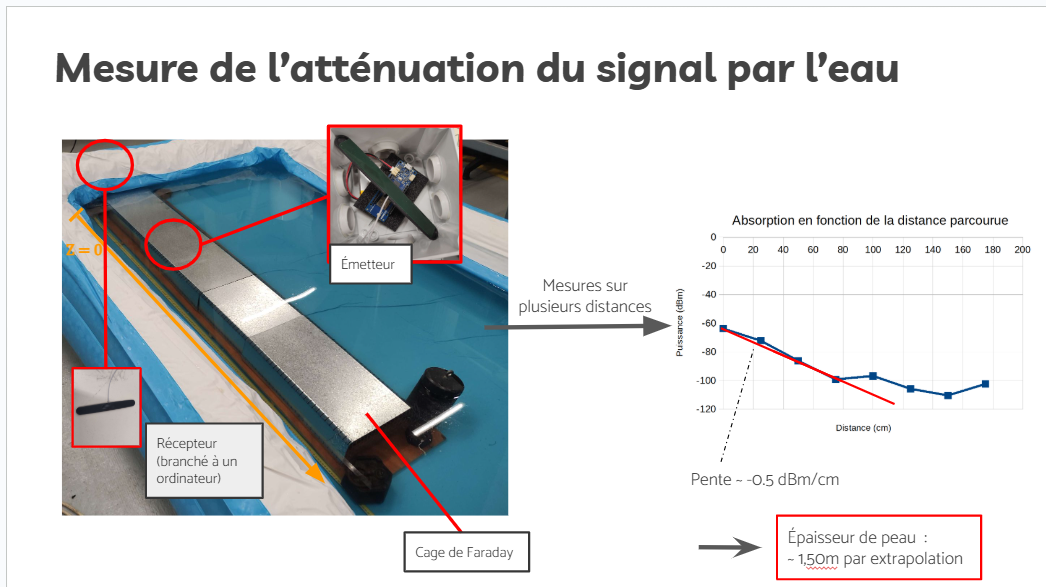 Mesure de l'atténuation du signal par l'eau
Z = 0
Émetteur
Récepteur
(branché à un
ordinateur)
Cage de Faraday
Mesures sur
plusieurs distances
Absorption en fonction de la distance parcourue
0
0 20 40 60 80 100 120 140 160 180 200
-20
-40
-60
-80
-100
-120
Puissance (dBm)
Distance (cm)
Pente ~ -0.5 dBm/cm
Épaisseur de peau :
~ 1,50m par extrapolation